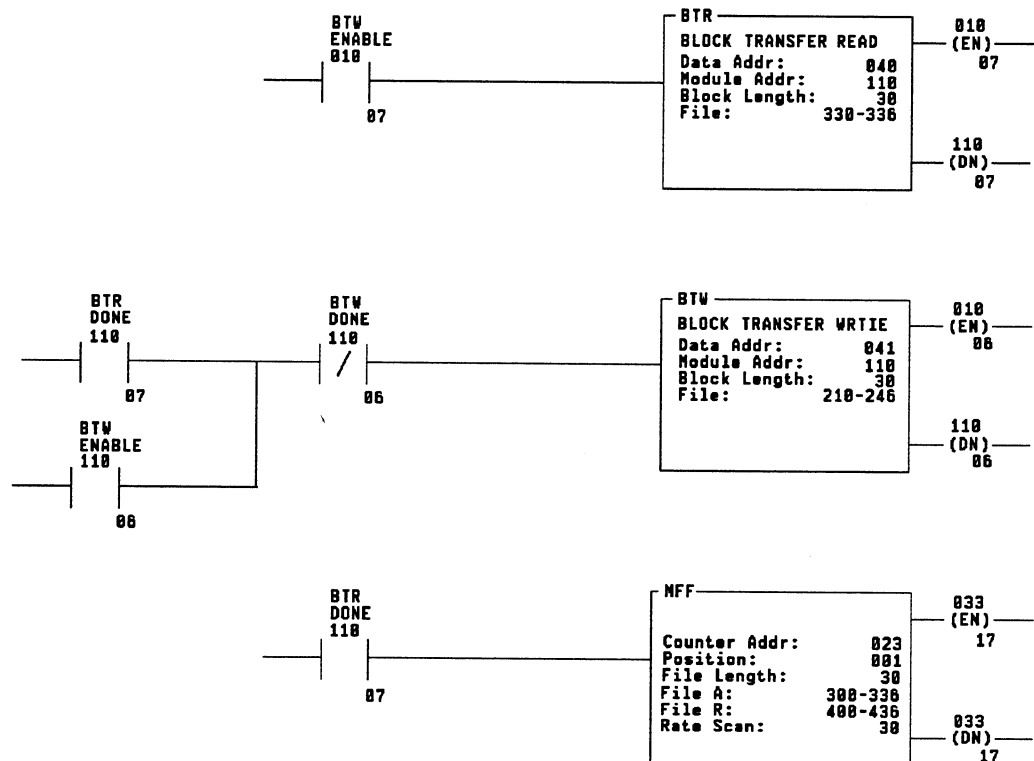 BTW
ENABLE
010
07
BTR
BLOCK TRANSFER READ
Data Addr: 040
Module Addr: 110
Block Length: 30
File: 330-336
010
(EN)
07
110
(DN)
07
BTR
DONE
110
07
BTW
ENABLE
110
06
BTW
DONE
110
06
BTW
BLOCK TRANSFER WRTIE
Data Addr: 041
Module Addr: 110
Block Length: 30
File: 210-246
010
(EN)
06
110
(DN)
06
BTR
DONE
110
07
MFF
Counter Addr: 023
Position: 001
File Length: 30
File A: 300-336
File R: 400-436
Rate Scan: 30
033
(EN)
17
033
(DN)
17